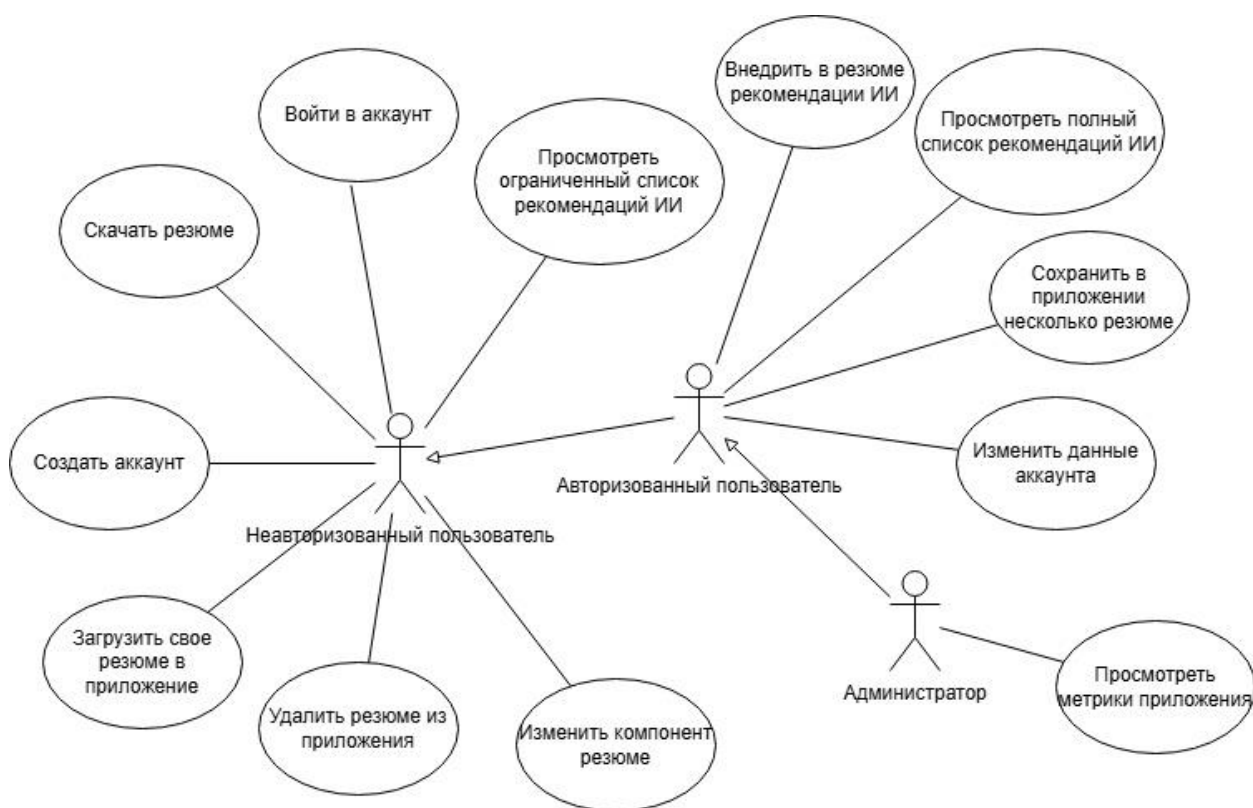 Войти в аккаунт
Скачать резюме
Просмотреть
ограниченный список
рекомендаций ИИ
Создать аккаунт
Неавторизованный пользователь
Загрузить свое
резюме в
приложение
Удалить резюме из
приложения
Изменить компонент
резюме
Внедрить в резюме
рекомендации ИИ
Просмотреть полный
список рекомендаций ИИ
Сохранить в
приложении
несколько резюме
Авторизованный пользователь
Изменить данные
аккаунта
Администратор
Просмотреть
метрики приложения